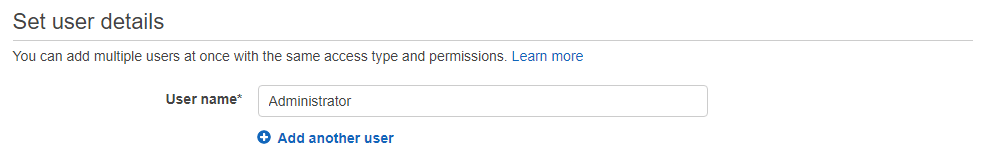 Set user details
You can add multiple users at once with the same access type and permissions. Learn more
User name*
Administrator
Add another user